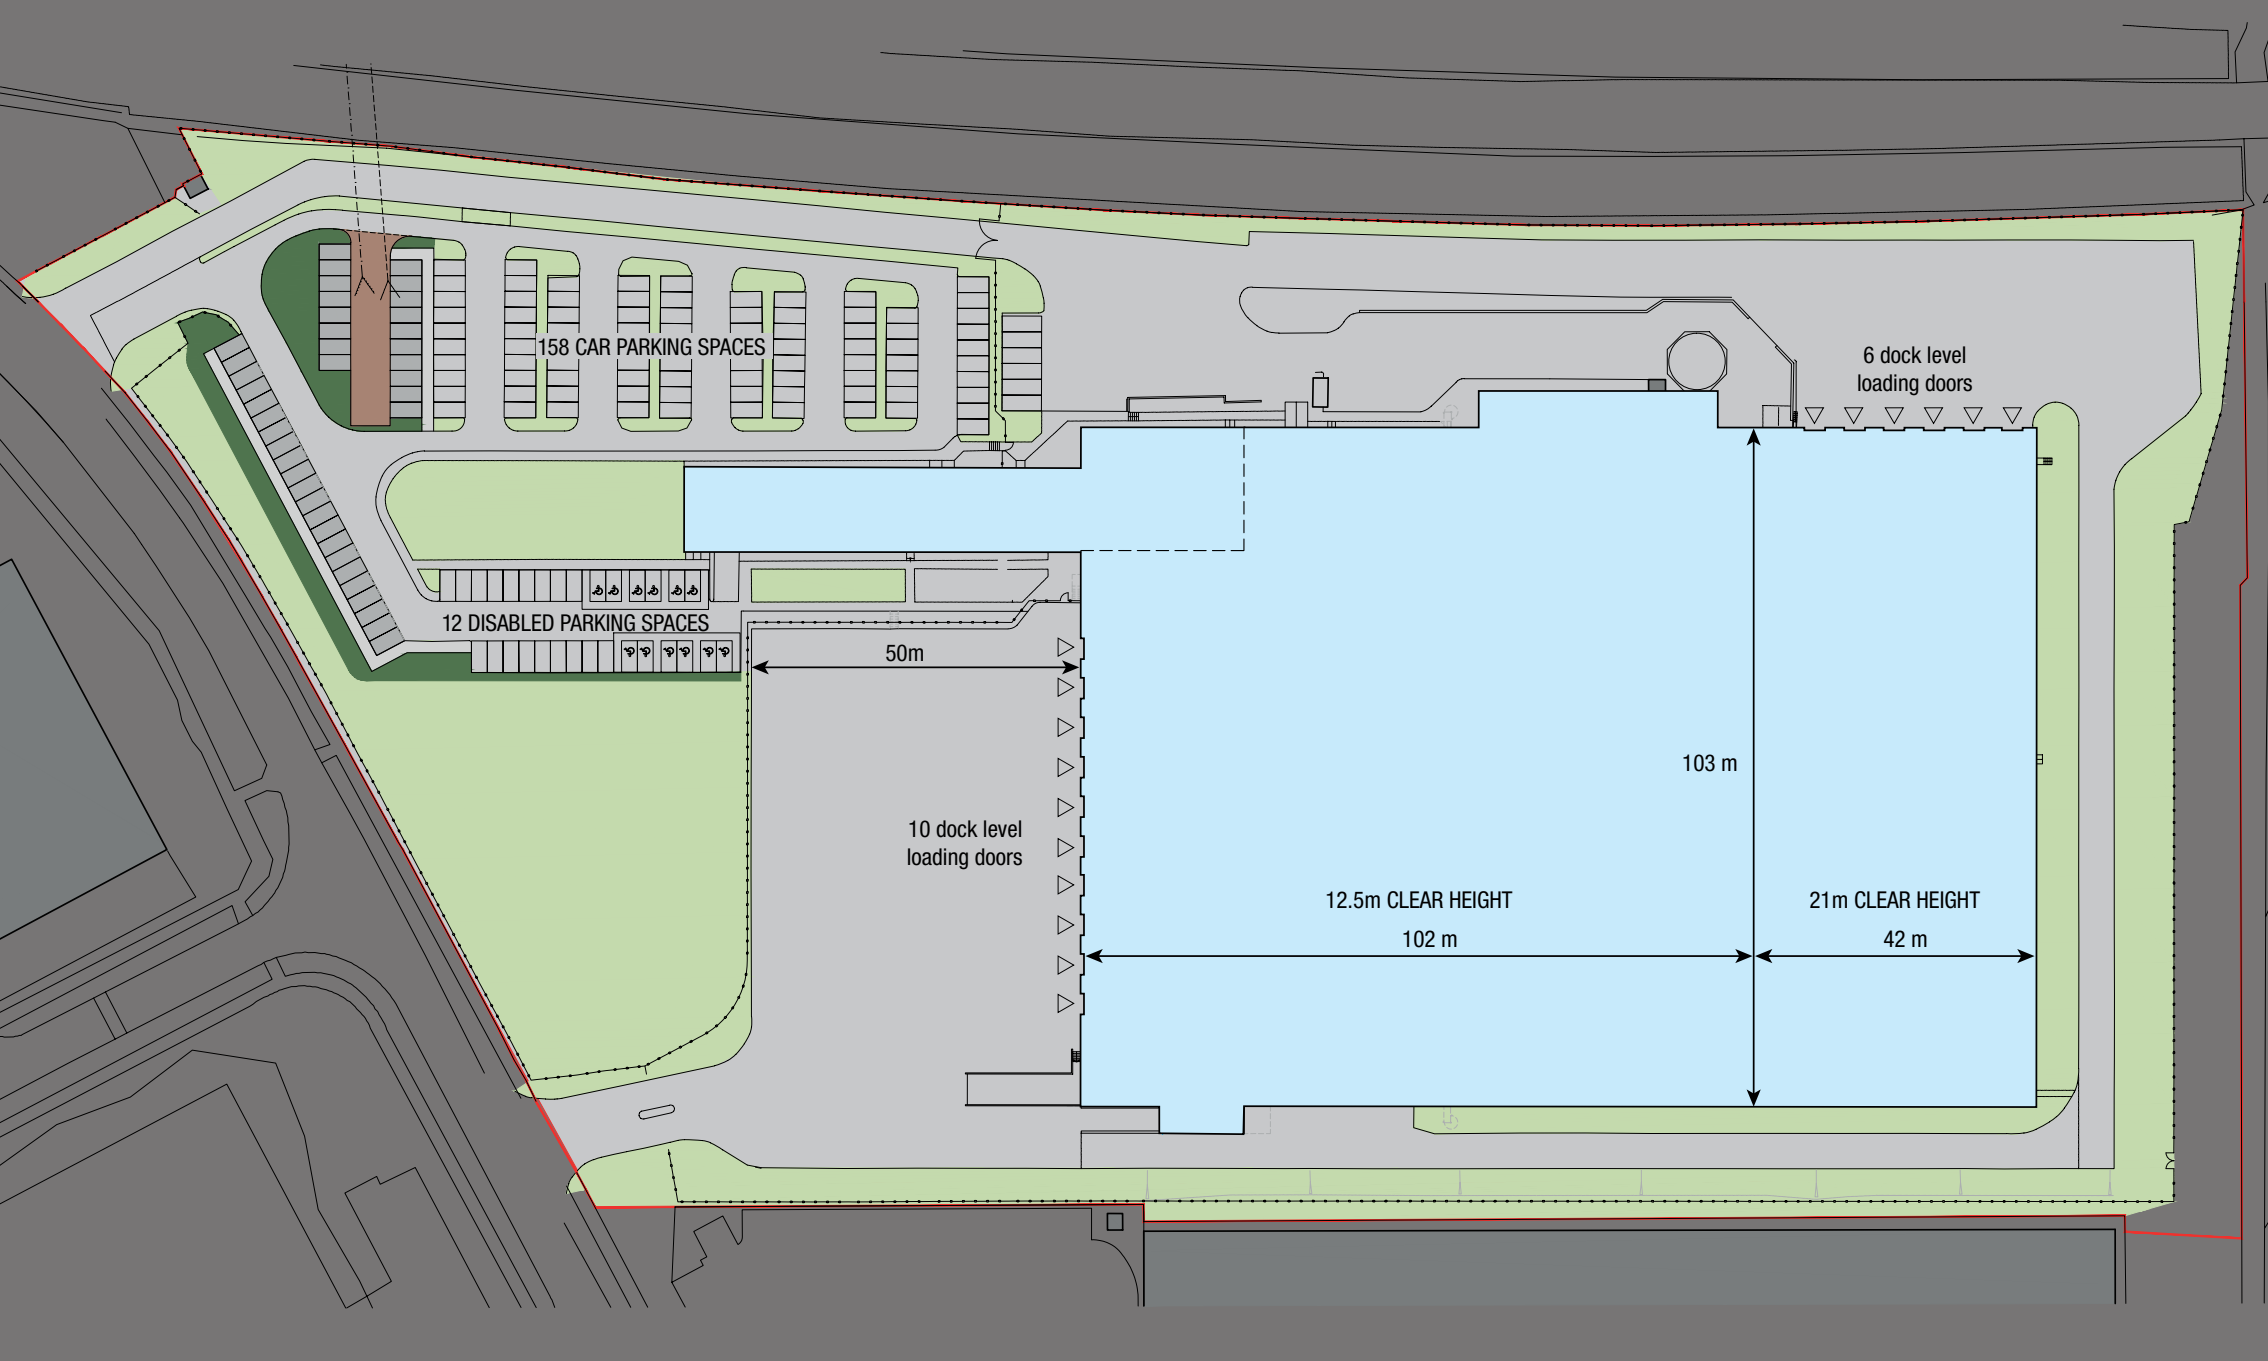 158 CAR PARKING SPACES
6 dock level
loading doors
12 DISABLED PARKING SPACES
50m
103 m
10 dock level
loading doors
12.5m CLEAR HEIGHT
102 m
21m CLEAR HEIGHT
42 m